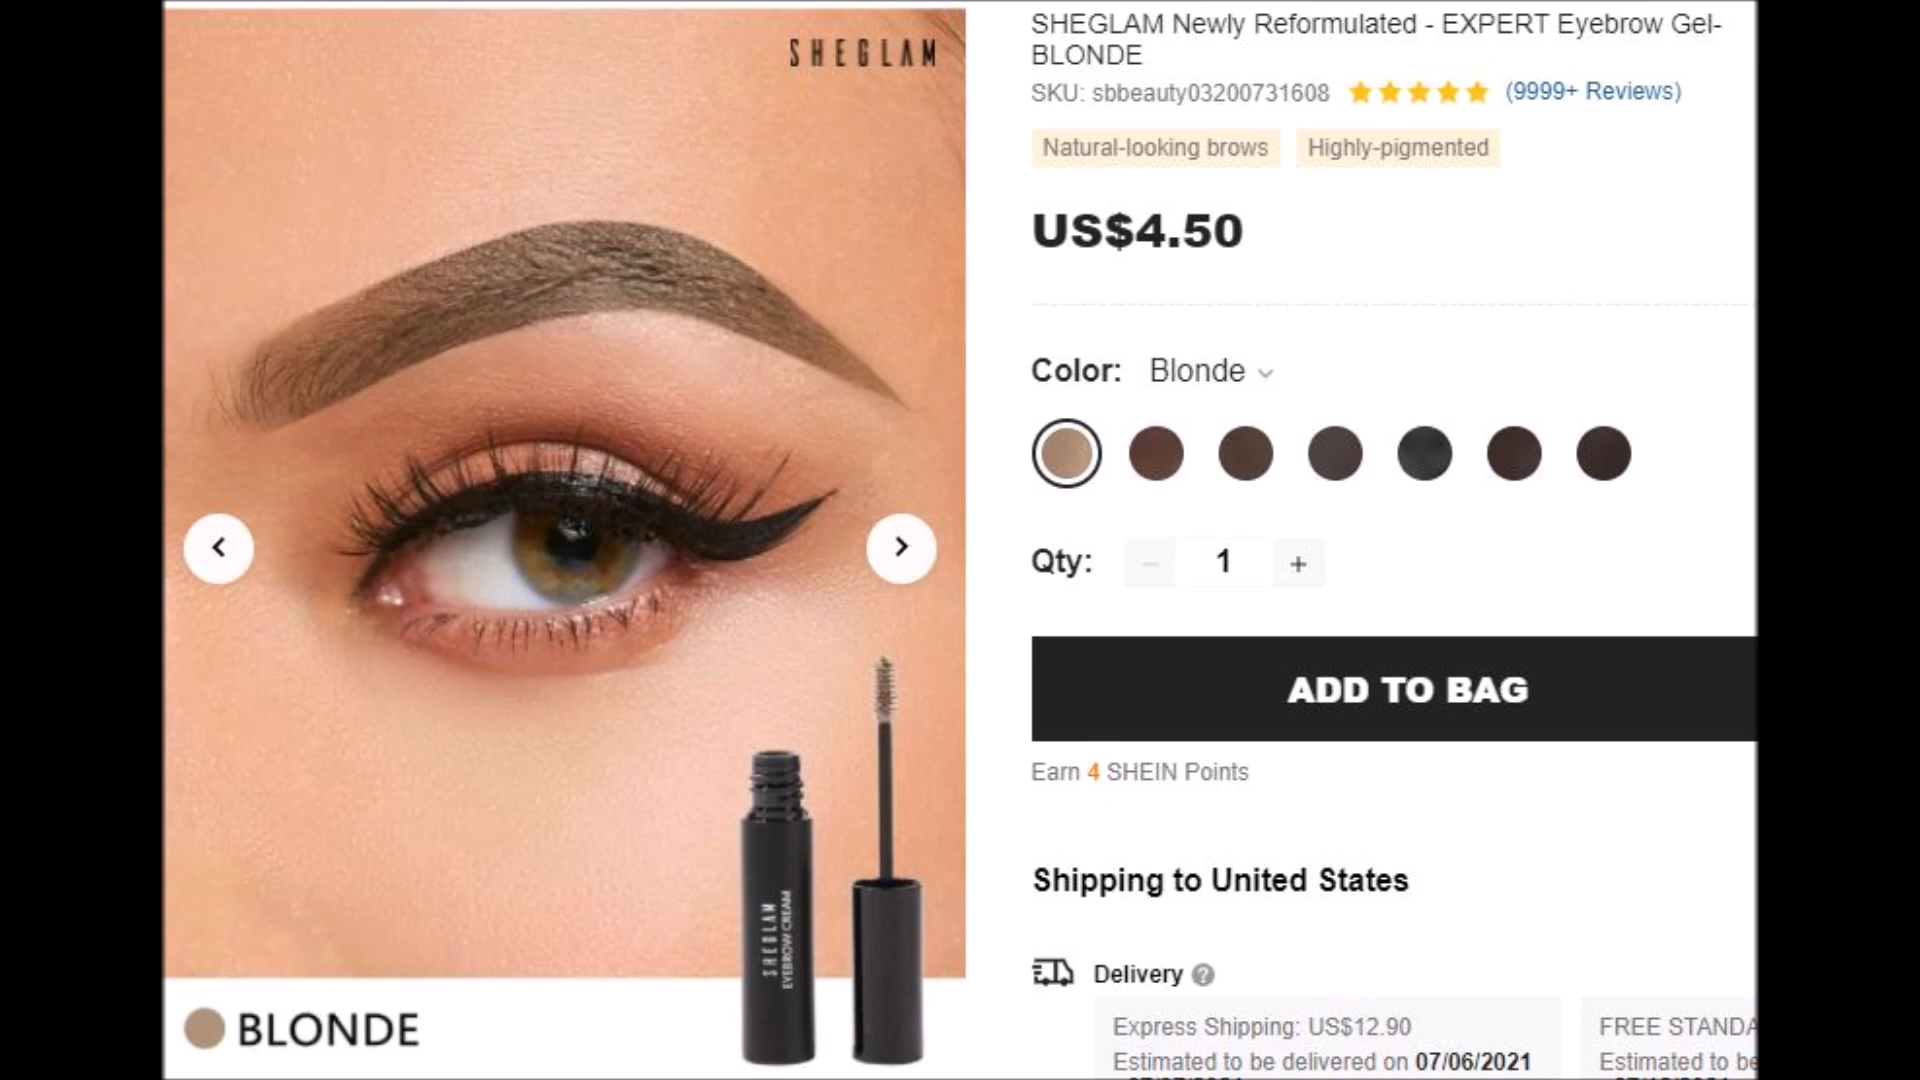 SHEGLAM
SHEGLAM
EYEBROW CREAM
BLONDE
SHEGLAM Newly Reformulated - EXPERT Eyebrow Gel-
BLONDE
SKU: sbbeauty03200731608 (9999+ Reviews)
Natural-looking brows Highly-pigmented
US$4.50
Color: Blonde
Qty: - 1 +
ADD TO BAG
Earn 4 SHEIN Points
Shipping to United States
Delivery ?
Express Shipping: US$12.90 FREE STANDA
Estimated to be delivered on 07/06/2021 Estimated to be